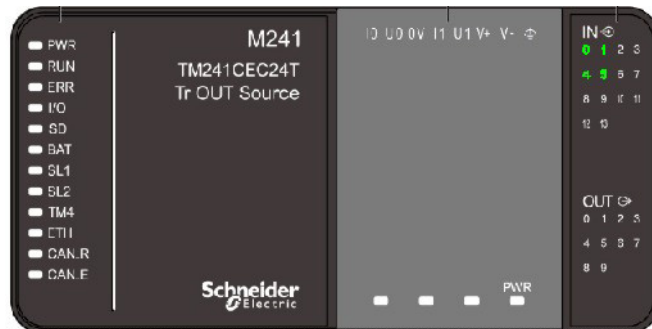 PWR
RUN
ERR
I/O
SD
BAT
SL1
SL2
TM4
ETH
CAN.R
CAN.E
M241
TM241CEC24T
Tr OUT Source
Schneider
Electric
I0 U0 0V I1 U1 V+ V-
PWR
IN
0 1 2 3
4 5 6 7
8 9 10 11
12 13
OUT
0 1 2 3
4 5 6 7
8 9